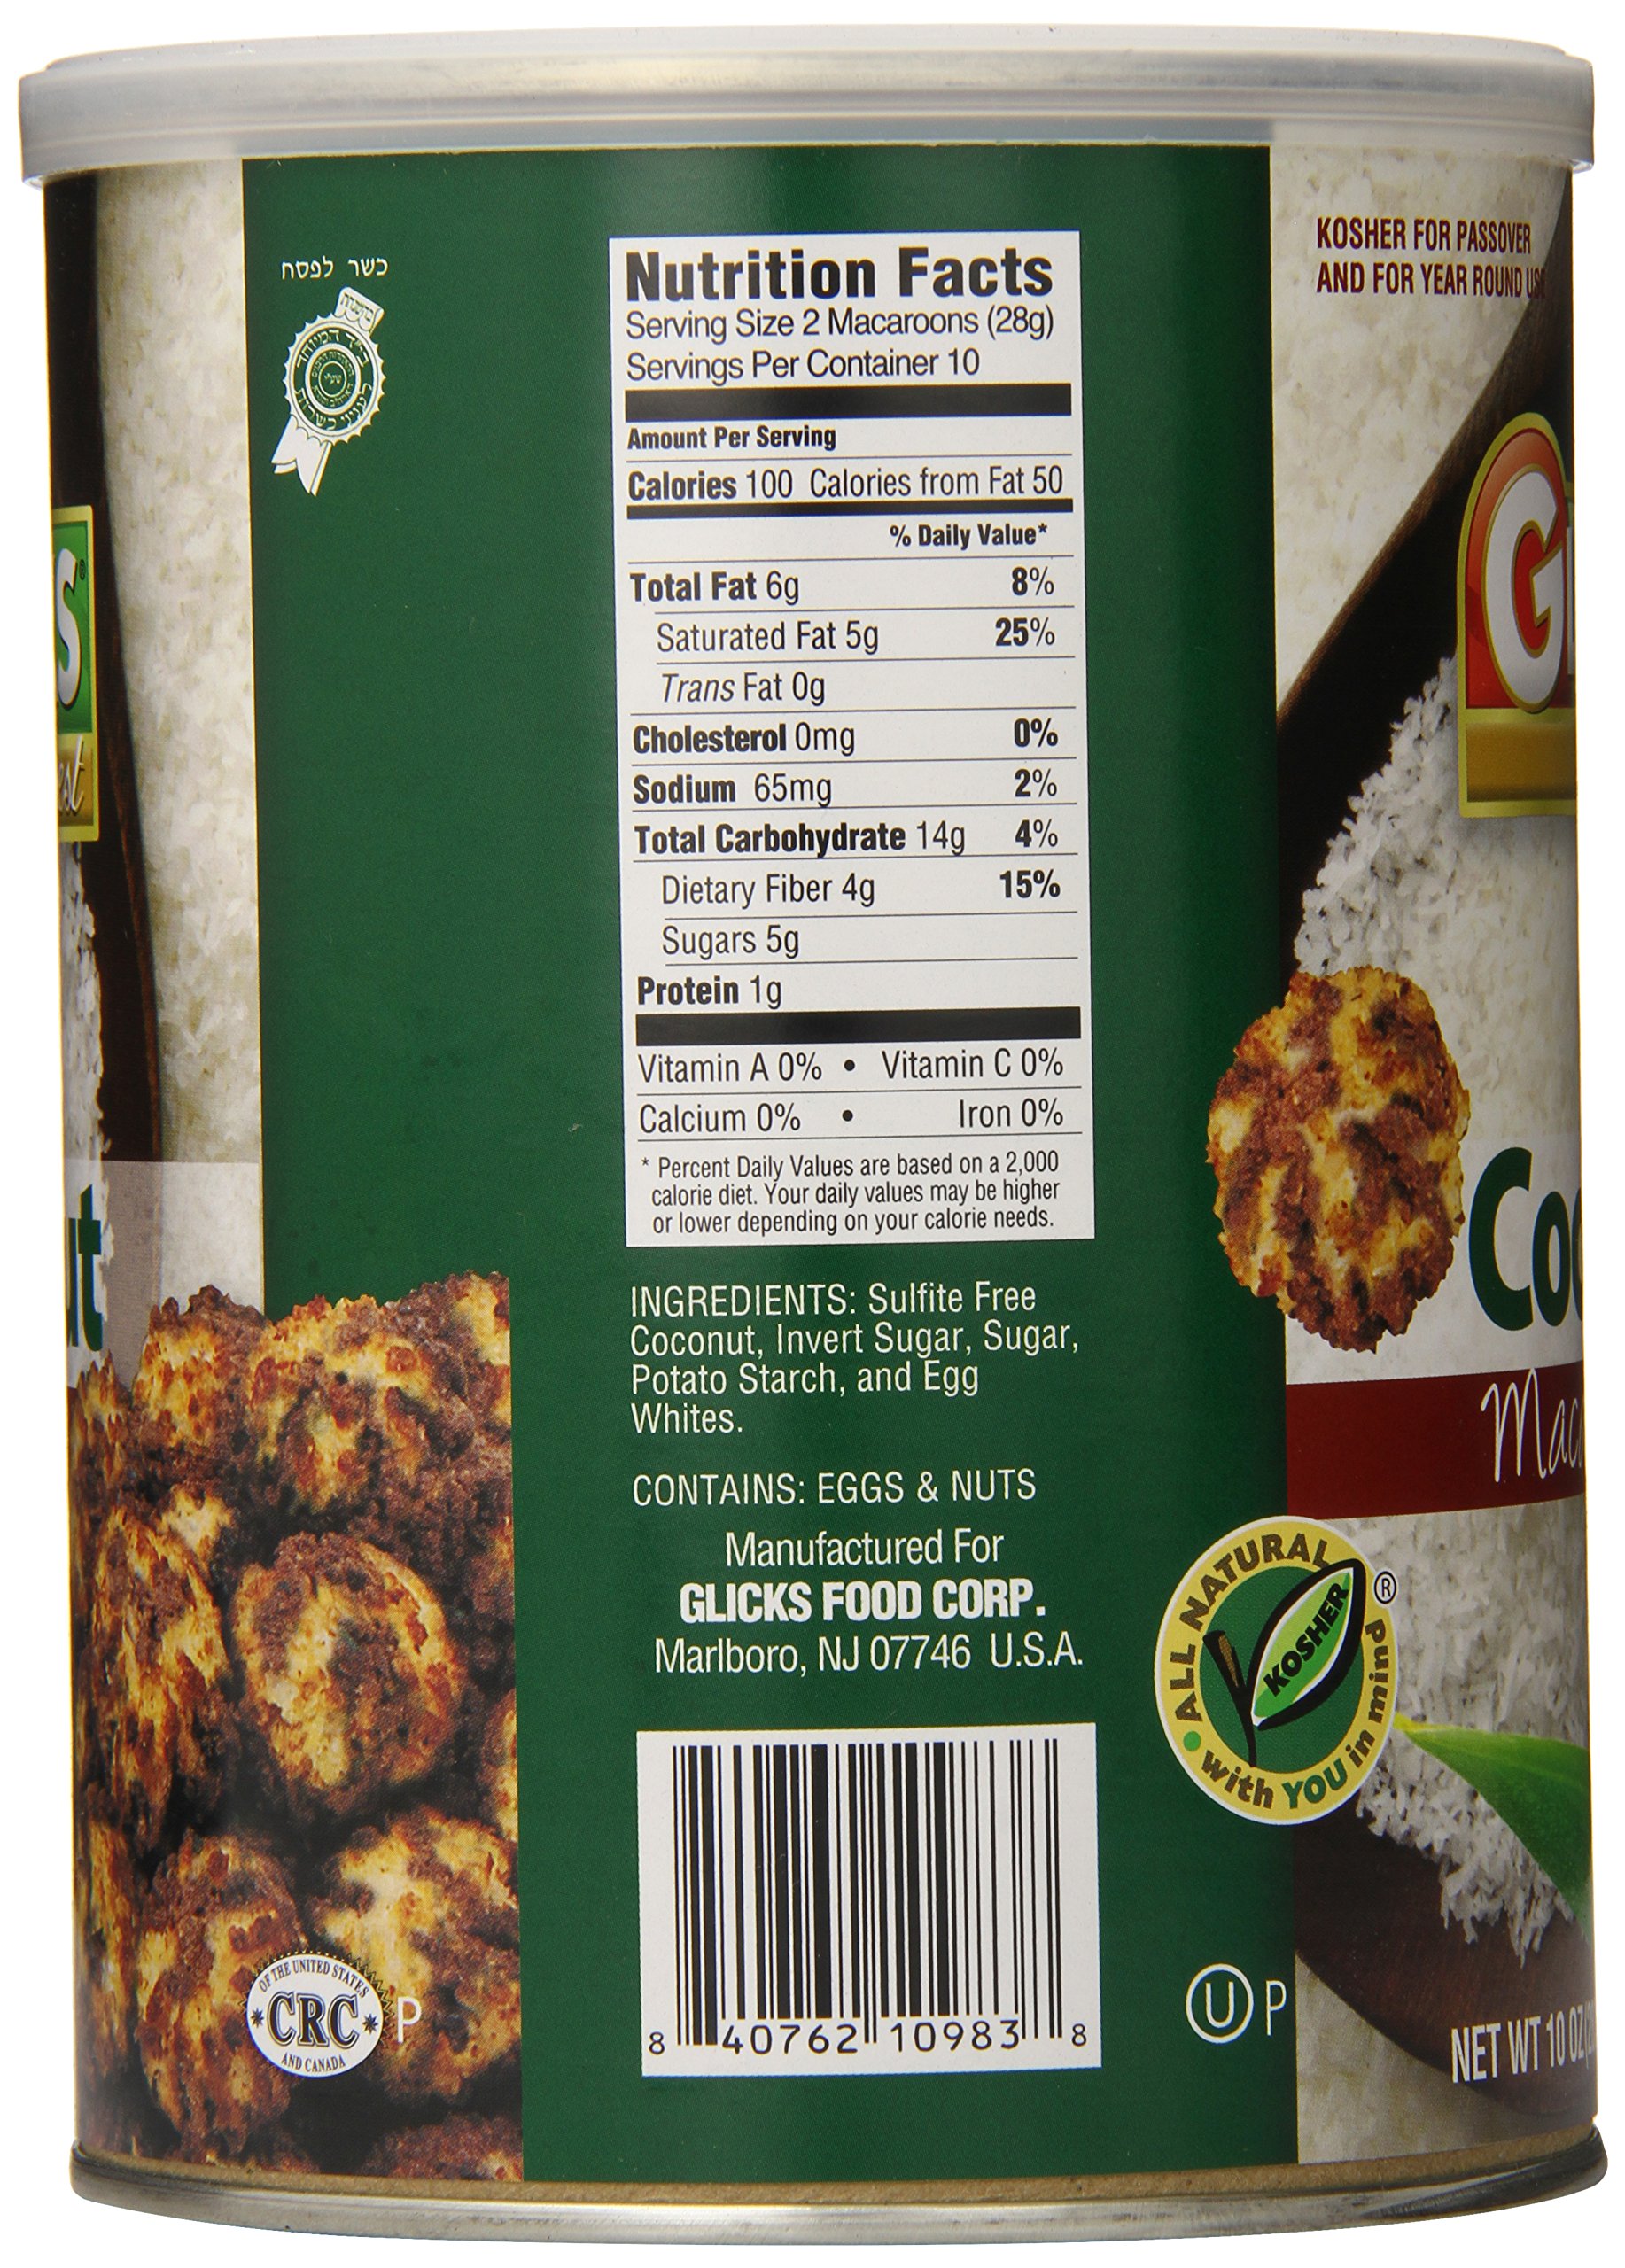 כשר לפסח
Nutrition Facts
Serving Size 2 Macaroons (28g)
Servings Per Container 10
Amount Per Serving
Calories 100 Calories from Fat 50
% Daily Value*
Total Fat 6g 8%
Saturated Fat 5g 25%
Trans Fat 0g
Cholesterol 0mg 0%
Sodium 65mg 2%
Total Carbohydrate 14g 4%
Dietary Fiber 4g 15%
Sugars 5g
Protein 1g
Vitamin A 0% • Vitamin C 0%
Calcium 0% • Iron 0%
* Percent Daily Values are based on a 2,000
calorie diet. Your daily values may be higher
or lower depending on your calorie needs.
INGREDIENTS: Sulfite Free
Coconut, Invert Sugar, Sugar,
Potato Starch, and Egg
Whites.
CONTAINS: EGGS & NUTS
Manufactured For
GLICKS FOOD CORP.
Marlboro, NJ 07746 U.S.A.
8 40762 10983 8
OF THE UNITED STATES
*CRC* P
AND CANADA
KOSHER FOR PASSOVER
AND FOR YEAR ROUND
G
Coc
Mac
ALL NATURAL
KOSHER ®
with YOU in mind
U P
NET WT 10 OZ
S®
est
ut